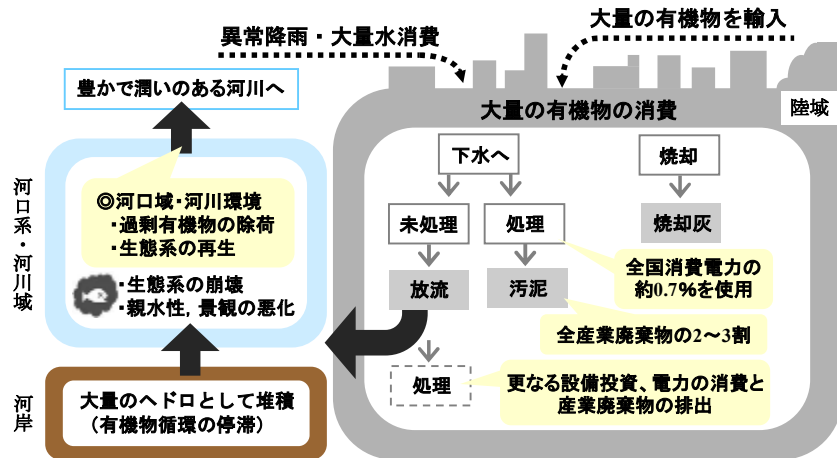 異常降雨・大量水消費
大量の有機物を輸入
豊かで潤いのある河川へ
大量の有機物の消費
陸域
下水へ
焼却
未処理
処理
焼却灰
放流
汚泥
全国消費電力の
約0.7%を使用
全産業廃棄物の2～3割
処理
更なる設備投資、電力の消費と
産業廃棄物の排出
河口系・河川域
◎河口域・河川環境
・過剰有機物の除荷
・生態系の再生
・生態系の崩壊
・親水性，景観の悪化
河岸
大量のヘドロとして堆積
（有機物循環の停滞）